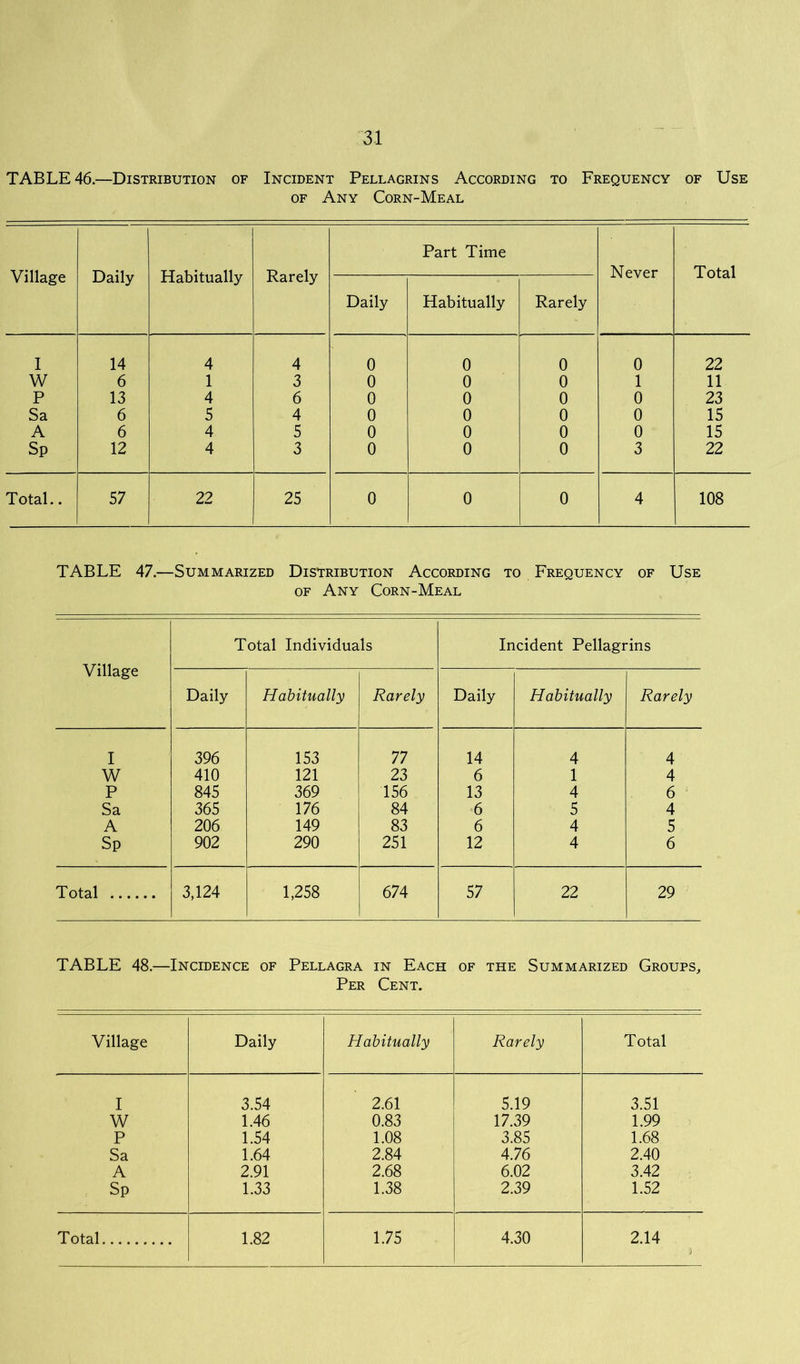 31
TABLE 46.—Distribution of Incident Pellagrins According to Frequency of Use
of Any Corn-Meal
Village Daily Habitually Rarely Part Time Never Total
Daily Habitually Rarely
I 14 4 4 0 0 0 0 22
W 6 1 3 0 0 0 1 11
P 13 4 6 0 0 0 0 23
Sa 6 5 4 0 0 0 0 15
A 6 4 5 0 0 0 0 15
Sp 12 4 3 0 0 0 3 22
Total.. 57 22 25 0 0 0 4 108
TABLE 47.—Summarized Distribution According to Frequency of Use
of Any Corn-Meal
Village Total Individuals Incident Pellagrins
Daily Habitually Rarely Daily Habitually Rarely
I 396 153 77 14 4 4
W 410 121 23 6 1 4
P 845 369 156 13 4 6
Sa 365 176 84 6 5 4
A 206 149 83 6 4 5
Sp 902 290 251 12 4 6
Total ...... 3,124 1,258 674 57 22 29
TABLE 48.—Incidence of Pellagra in Each of the Summarized Groups,
Per Cent.
Village Daily Habitually Rarely Total
I 3.54 2.61 5.19 3.51
W 1.46 0.83 17.39 1.99
P 1.54 1.08 3.85 1.68
Sa 1.64 2.84 4.76 2.40
A 2.91 2.68 6.02 3.42
Sp 1.33 1.38 2.39 1.52
Total......... 1.82 1.75 4.30 2.14